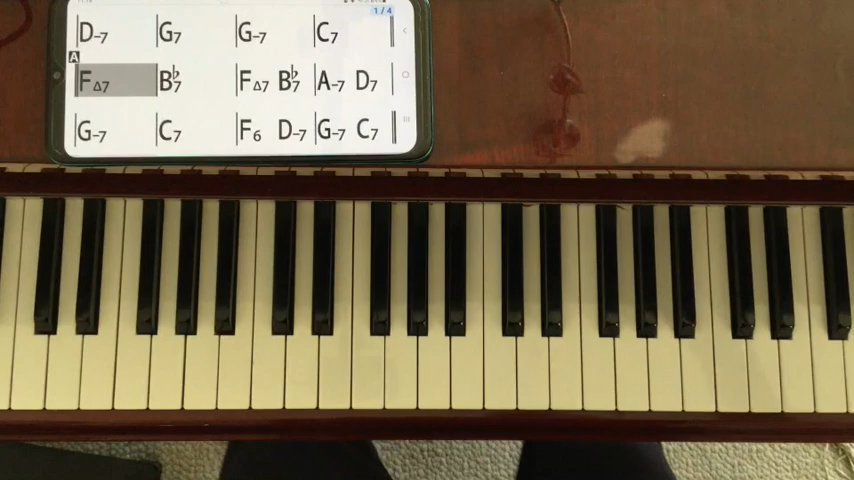 1/4
D-7 G7 G-7 C7
A
F△7 B♭7 F△7 B♭7 A-7 D7
G-7 C7 F6 D-7 G-7 C7